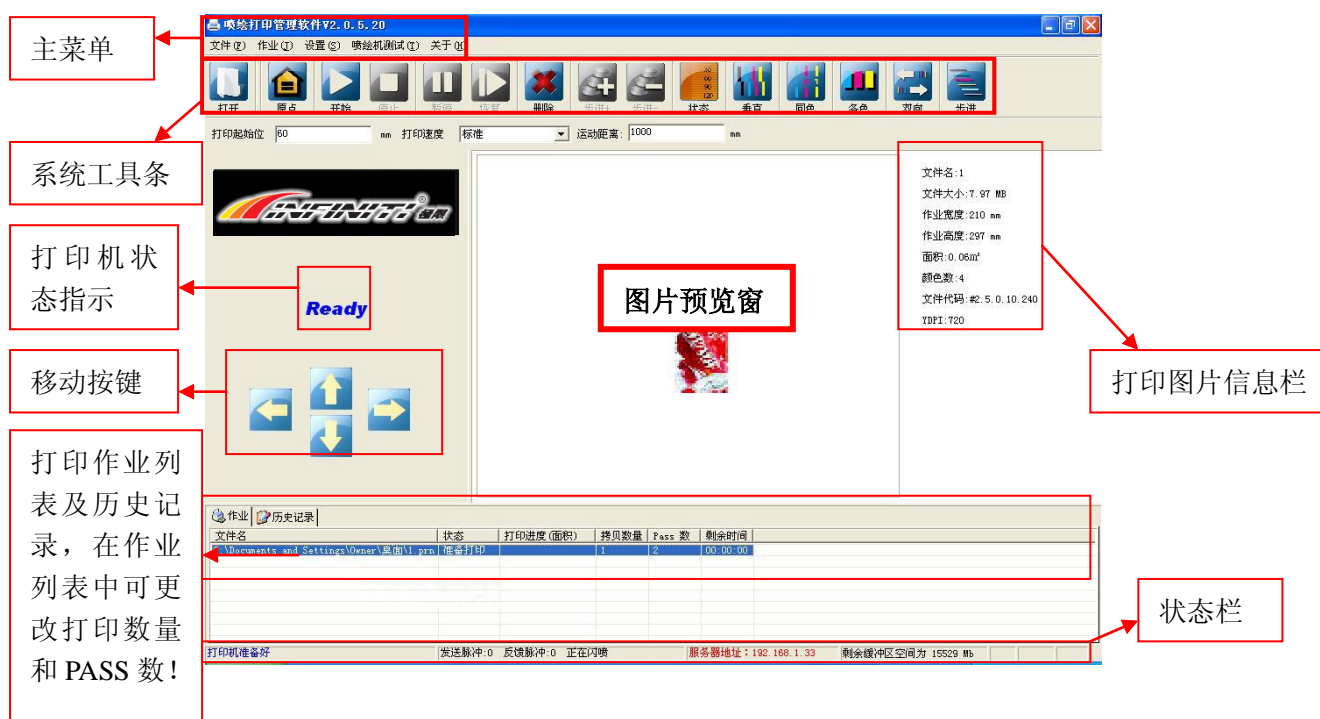 喷绘打印管理软件V2.0.5.20
文件(F) 作业(J) 设置(S) 喷绘机测试(T) 关于(H)
主菜单
打开 原点 开始 停止 暂停 恢复 删除 步进+ 步进- 状态 垂直 同色 各色 双向 步进
打印起始位 60 mm 打印速度 标准 运动距离: 1000 mm
系统工具条
INFINITI® 极限
文件名:1
文件大小:7.97 MB
作业宽度:210 mm
作业高度:297 mm
面积:0.06m²
颜色数:4
文件代码:#2.5.0.10.240
YDPI:720
打印机状
态指示
Ready
图片预览窗
移动按键
打印图片信息栏
打印作业列
表及历史记
录，在作业
列表中可更
改打印数量
和 PASS 数！
作业 历史记录
文件名 状态 打印进度(面积) 拷贝数量 Pass 数 剩余时间
\Documents and Settings\Owner\桌面\1.prn 准备打印 1 2 00:00:00
状态栏
打印机准备好 发送脉冲:0 反馈脉冲:0 正在闪喷 服务器地址：192.168.1.33 剩余缓冲区空间为 15529 Mb